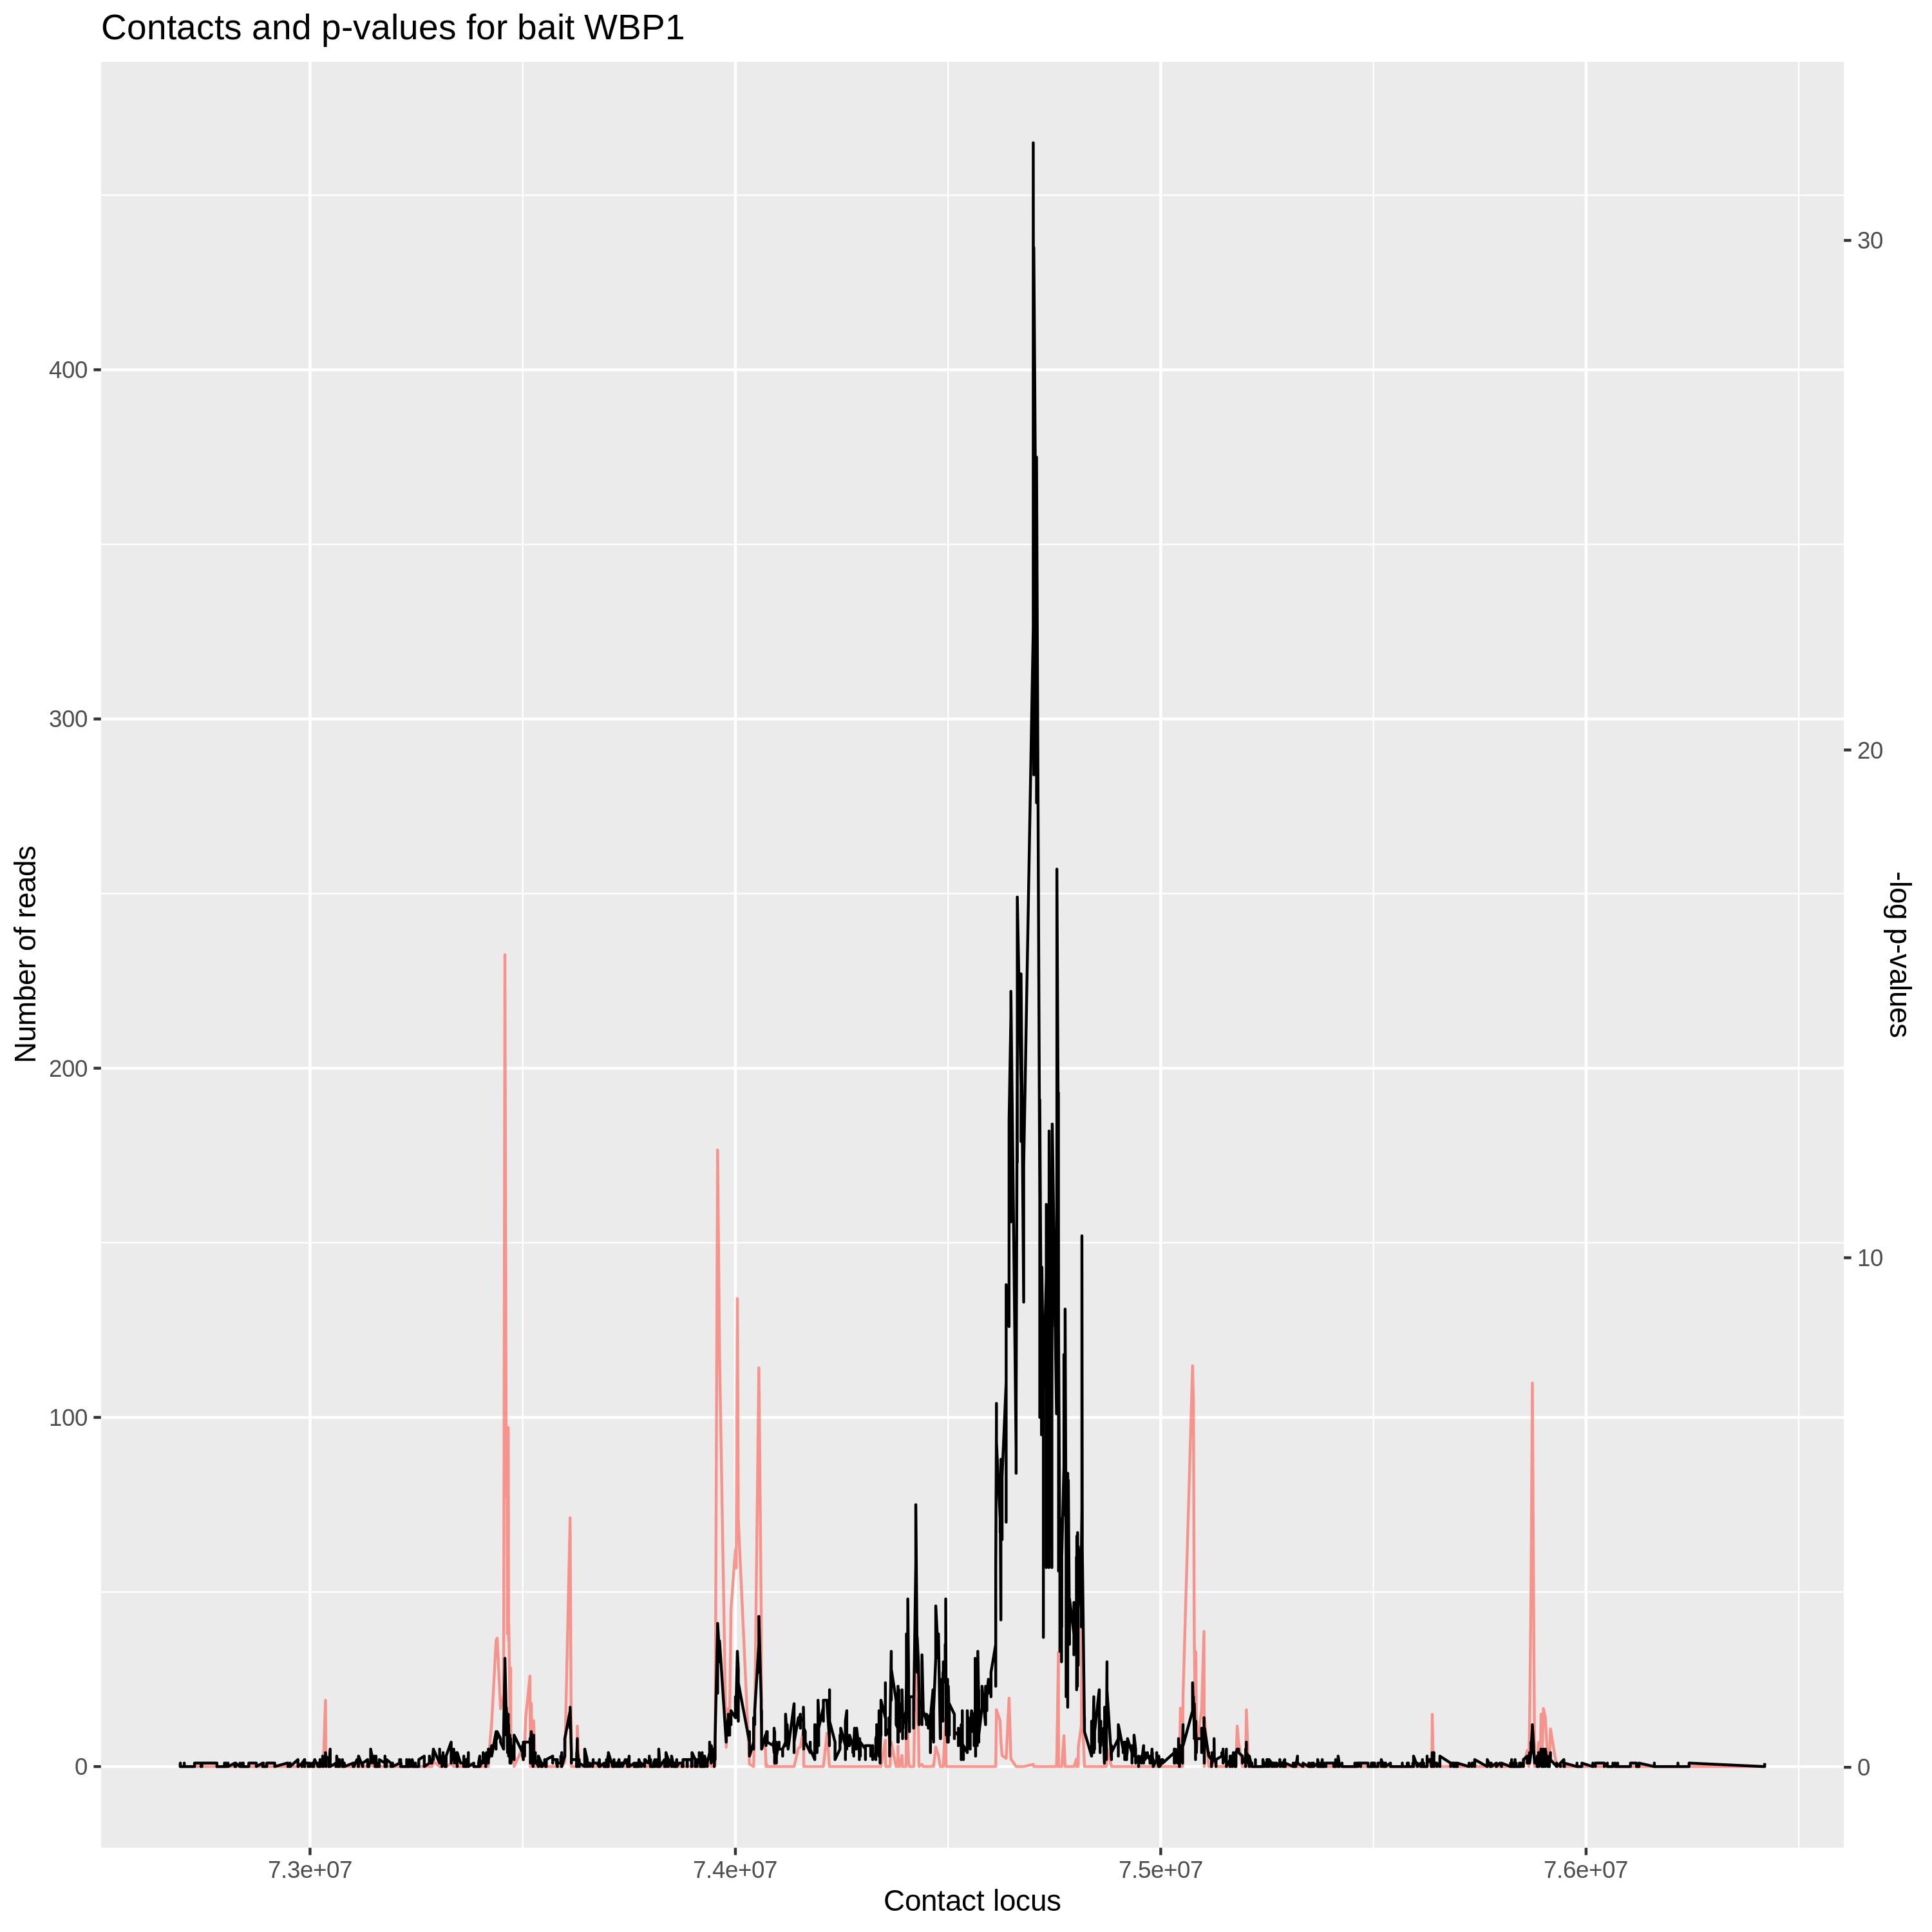 Contacts and p-values for bait WBP1
Number of reads
400
300
200
100
0
30
20
10
0
-log p-values
7.3e+07
7.4e+07
7.5e+07
7.6e+07
Contact locus